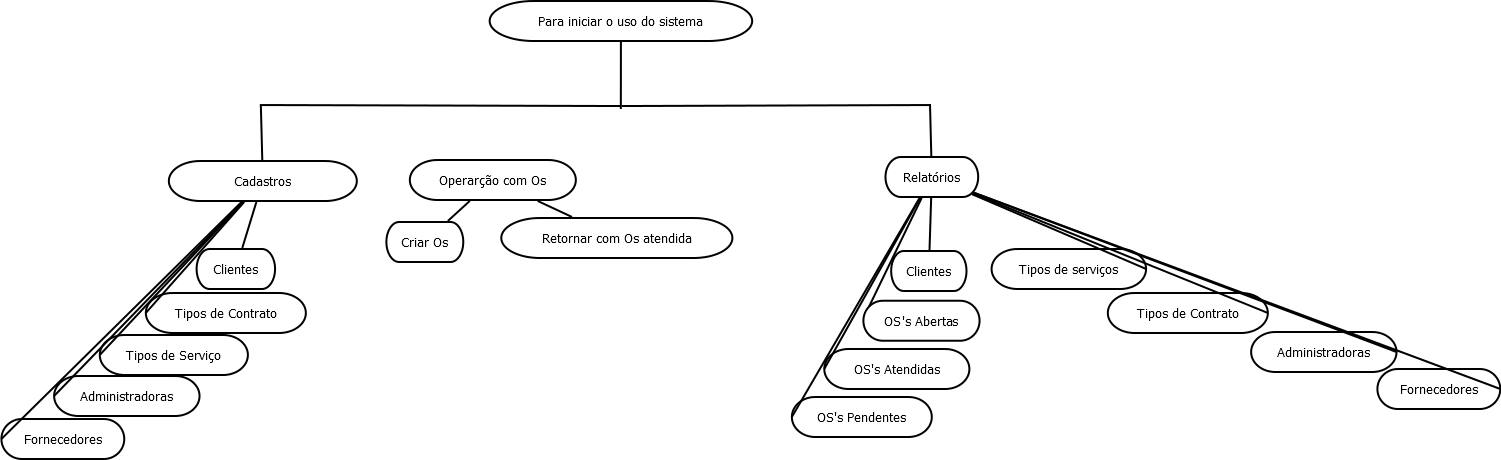 Para iniciar o uso do sistema
Cadastros
Operarção com Os
Relatórios
Criar Os
Retornar com Os atendida
Clientes
Tipos de Contrato
Tipos de Serviço
Administradoras
Fornecedores
Clientes
OS's Abertas
OS's Atendidas
OS's Pendentes
Tipos de serviços
Tipos de Contrato
Administradoras
Fornecedores